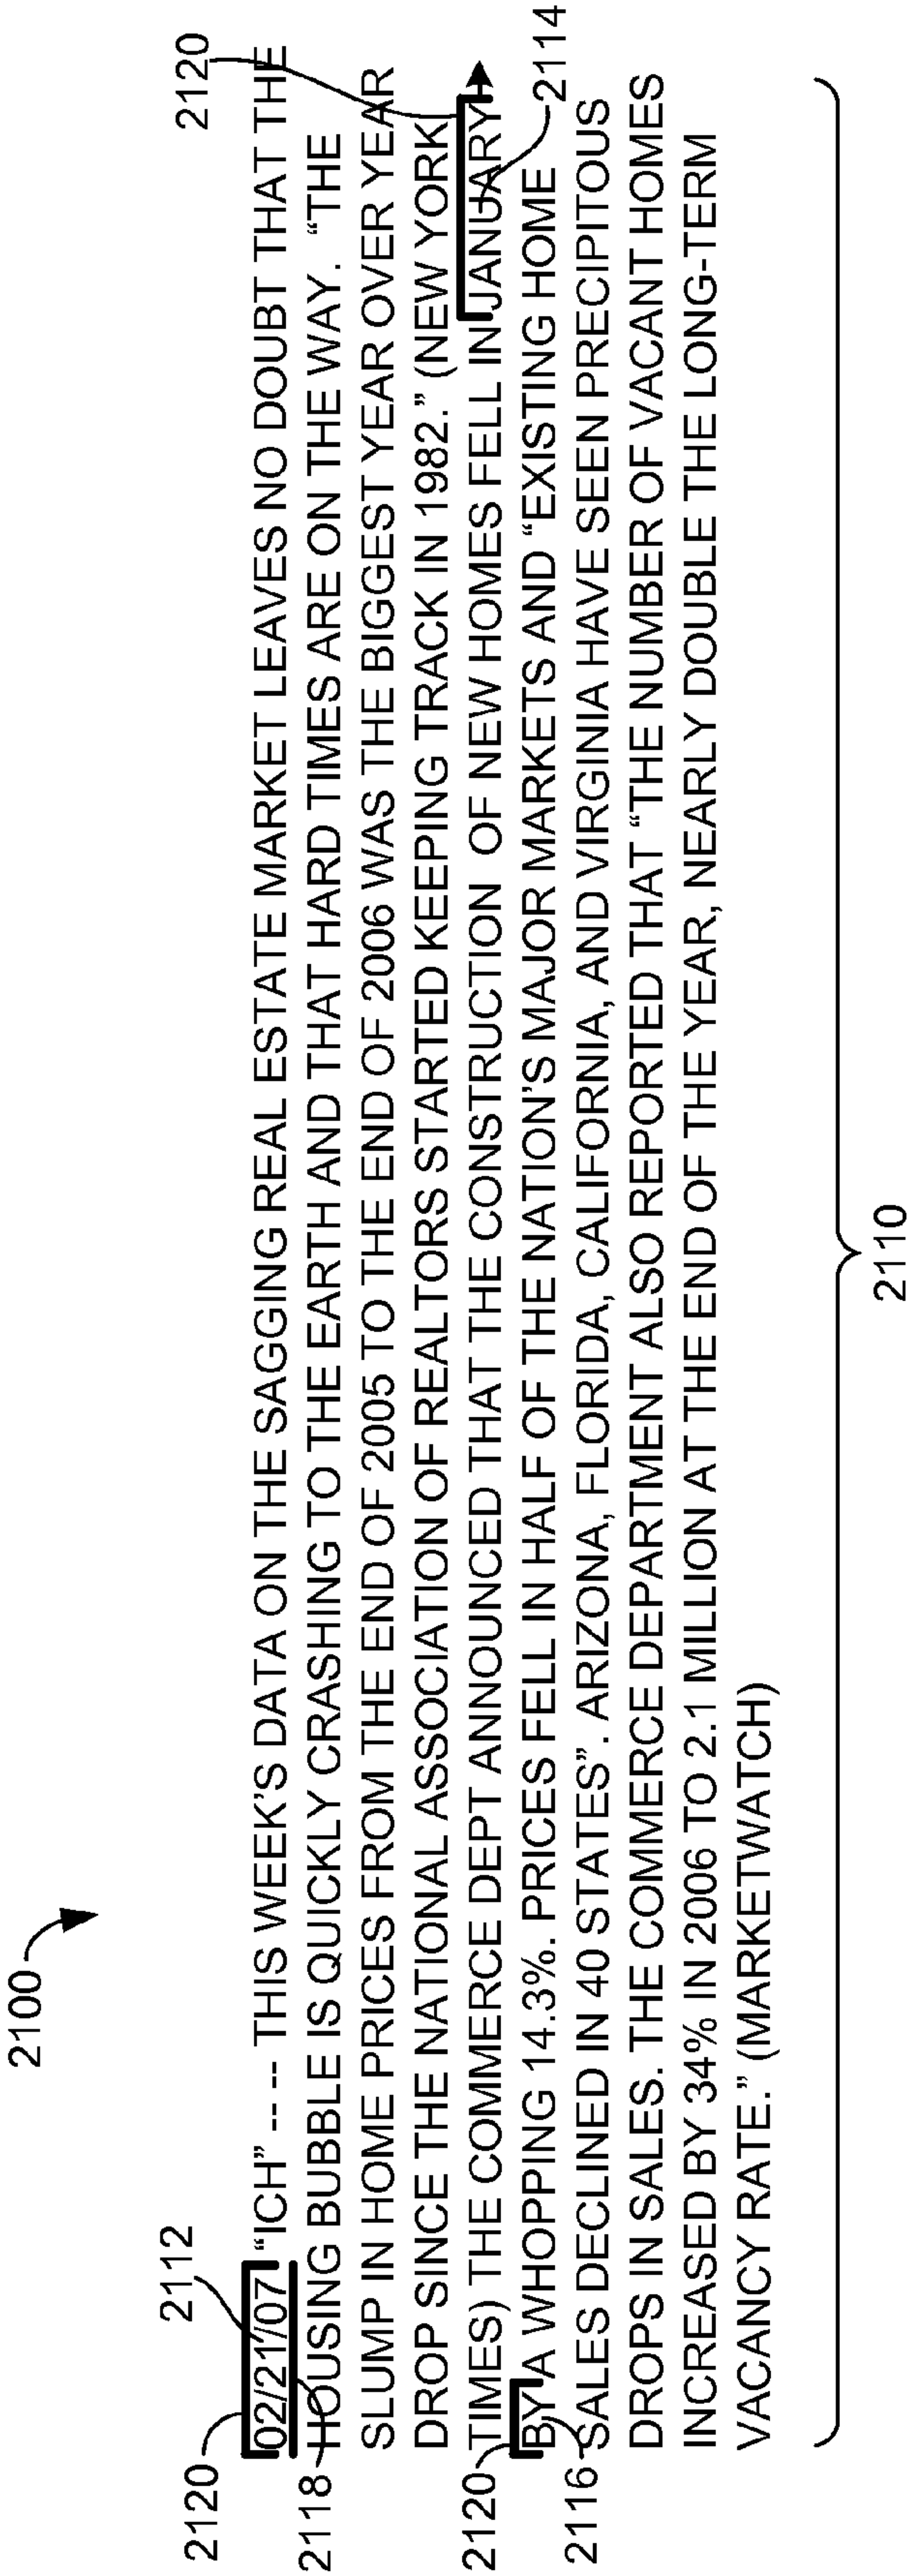 2100
2120
2112
2120
02/21/07 “ICH” -- -- THIS WEEK’S DATA ON THE SAGGING REAL ESTATE MARKET LEAVES NO DOUBT THAT THE
2118
HOUSING BUBBLE IS QUICKLY CRASHING TO THE EARTH AND THAT HARD TIMES ARE ON THE WAY. “THE
SLUMP IN HOME PRICES FROM THE END OF 2005 TO THE END OF 2006 WAS THE BIGGEST YEAR OVER YEAR
DROP SINCE THE NATIONAL ASSOCIATION OF REALTORS STARTED KEEPING TRACK IN 1982.” (NEW YORK
2120
TIMES) THE COMMERCE DEPT ANNOUNCED THAT THE CONSTRUCTION OF NEW HOMES FELL IN JANUARY
2114
BY A WHOPPING 14.3%. PRICES FELL IN HALF OF THE NATION’S MAJOR MARKETS AND “EXISTING HOME
2116
SALES DECLINED IN 40 STATES”. ARIZONA, FLORIDA, CALIFORNIA, AND VIRGINIA HAVE SEEN PRECIPITOUS
DROPS IN SALES. THE COMMERCE DEPARTMENT ALSO REPORTED THAT “THE NUMBER OF VACANT HOMES
INCREASED BY 34% IN 2006 TO 2.1 MILLION AT THE END OF THE YEAR, NEARLY DOUBLE THE LONG-TERM
VACANCY RATE.” (MARKETWATCH)
2110